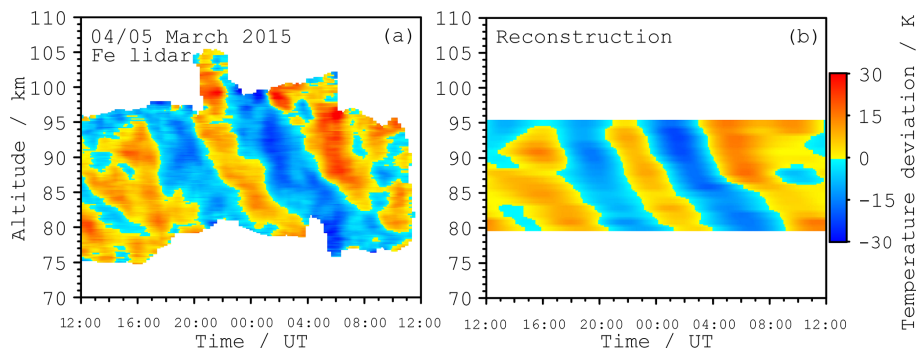 04/05 March 2015 (a)
Fe lidar
Altitude / km
110
105
100
95
90
85
80
75
70
12:00 16:00 20:00 00:00 04:00 08:00 12:00
Time / UT
Reconstruction (b)
110
105
100
95
90
85
80
75
70
12:00 16:00 20:00 00:00 04:00 08:00 12:00
Time / UT
30
15
0
−15
−30
Temperature deviation / K